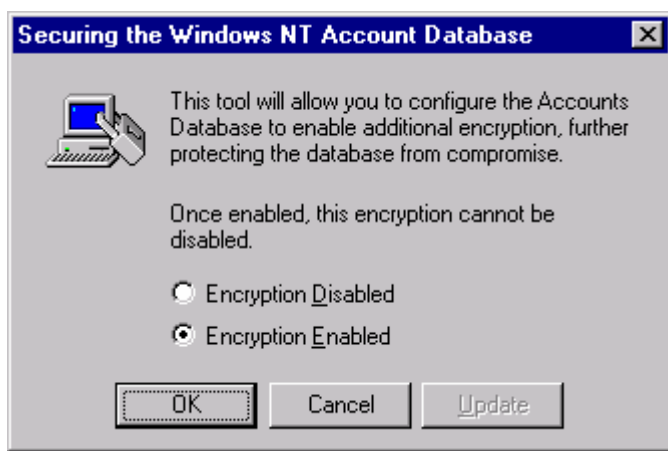 Securing the Windows NT Account Database
This tool will allow you to configure the Accounts
Database to enable additional encryption, further
protecting the database from compromise.
Once enabled, this encryption cannot be
disabled.
Encryption Disabled
Encryption Enabled
OK
Cancel
Update